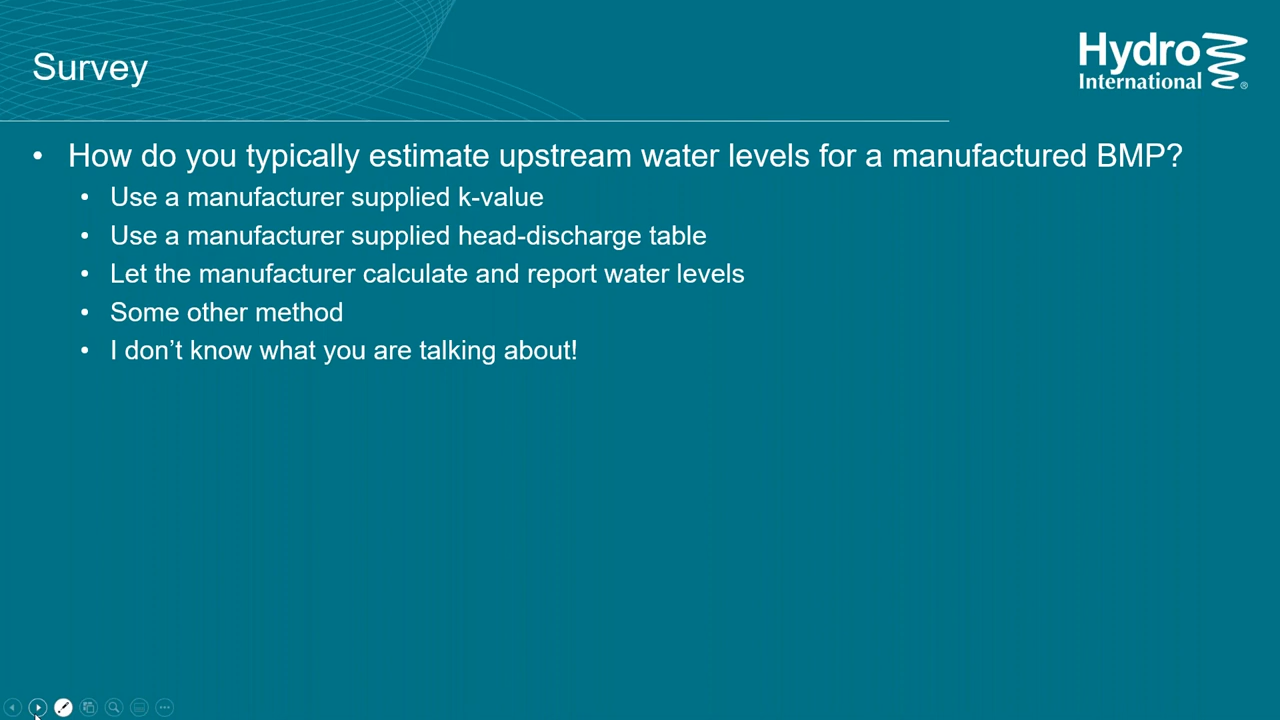 Survey
Hydro
International
®
• How do you typically estimate upstream water levels for a manufactured BMP?
• Use a manufacturer supplied k-value
• Use a manufacturer supplied head-discharge table
• Let the manufacturer calculate and report water levels
• Some other method
• I don’t know what you are talking about!